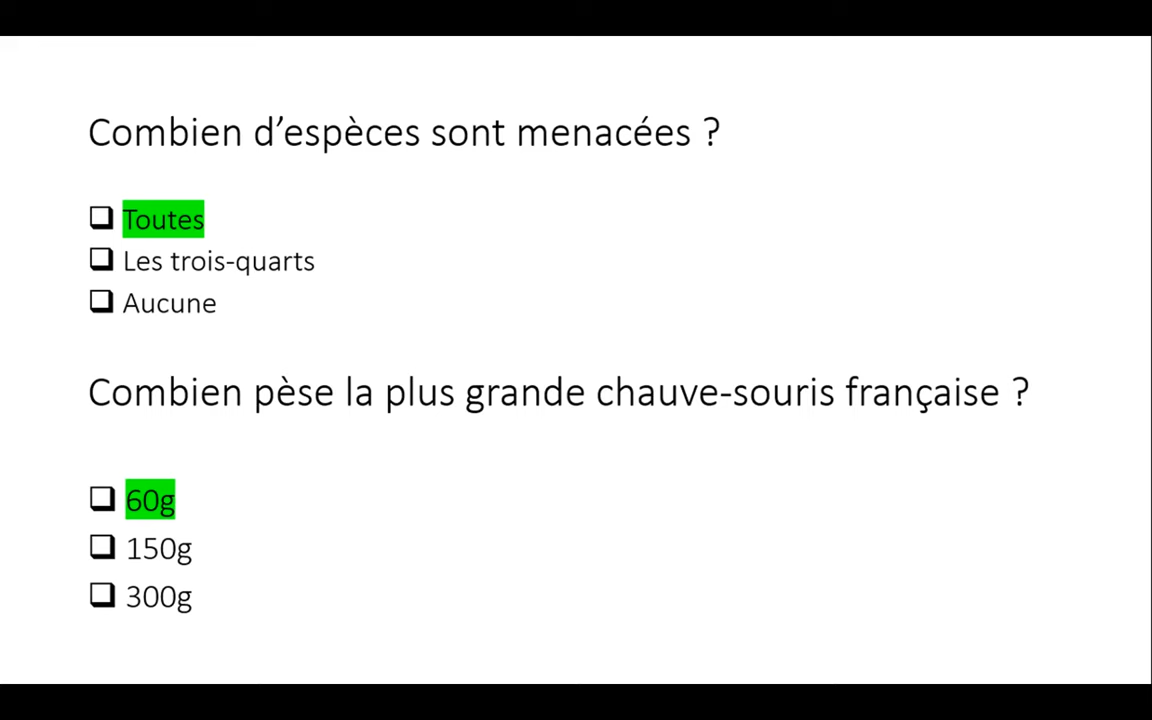 Combien d’espèces sont menacées ?
❑ Toutes
❑ Les trois-quarts
❑ Aucune
Combien pèse la plus grande chauve-souris française ?
❑ 60g
❑ 150g
❑ 300g